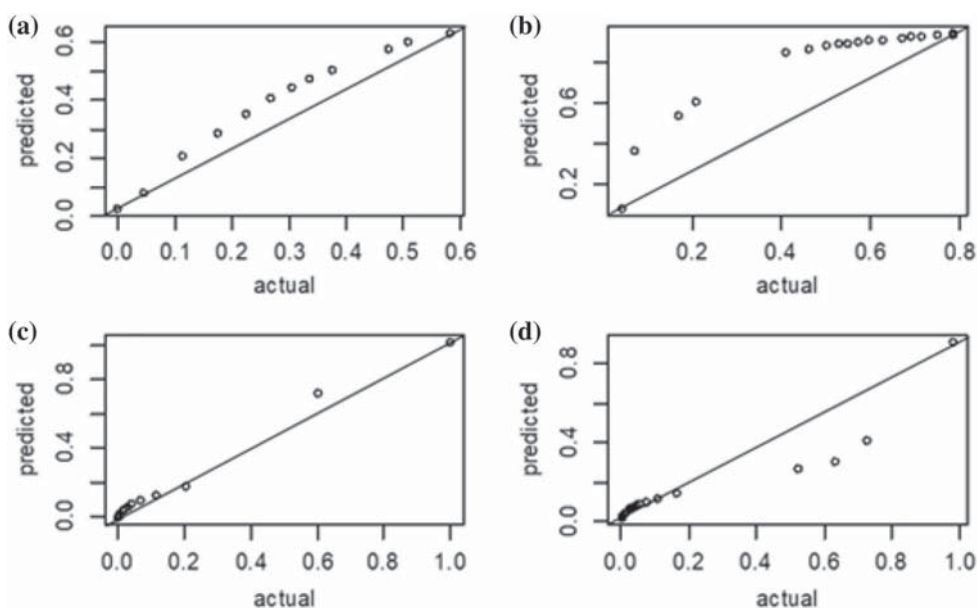 (a)
predicted
0.0 0.2 0.4 0.6
0.0 0.1 0.2 0.3 0.4 0.5 0.6
actual
(b)
predicted
0.2 0.6
0.2 0.4 0.6 0.8
actual
(c)
predicted
0.0 0.4 0.8
0.0 0.2 0.4 0.6 0.8 1.0
actual
(d)
predicted
0.0 0.4 0.8
0.0 0.2 0.4 0.6 0.8 1.0
actual